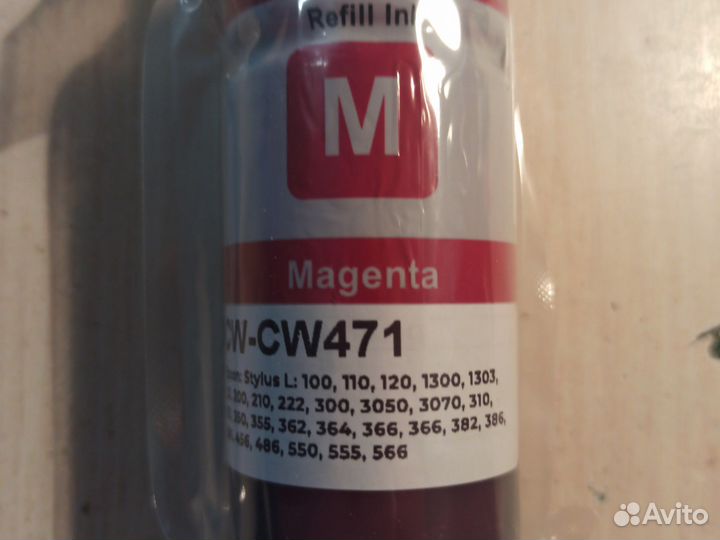 Refill Ink
M
Magenta
CW-CW471
Stylus L: 100, 110, 120, 1300, 1303,
200, 210, 222, 300, 3050, 3070, 310,
350, 355, 362, 364, 366, 366, 382, 386,
456, 486, 550, 555, 566
Avito